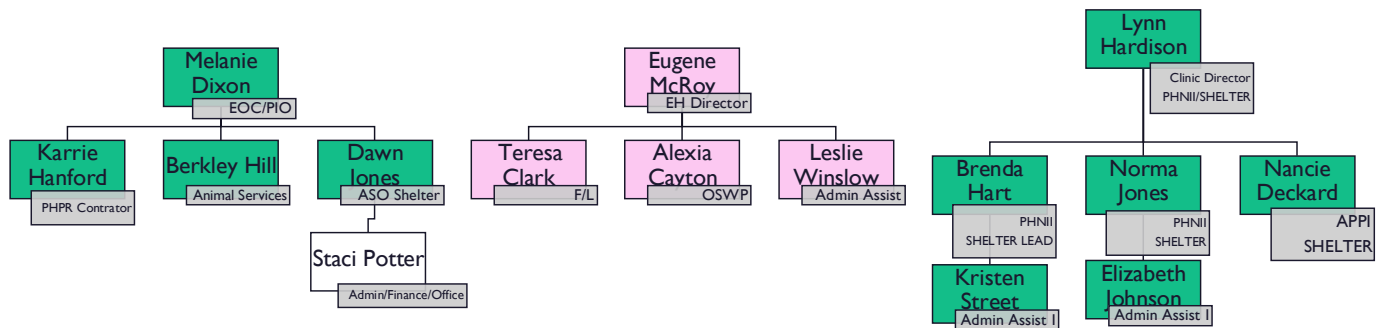 Melanie
Dixon
EOC/PIO
Karrie
Hanford
PHPR Contrator
Berkley Hill
Animal Services
Dawn
Jones
ASO Shelter
Staci Potter
Admin/Finance/Office
Eugene
McRoy
EH Director
Teresa
Clark
F/L
Alexia
Cayton
OSWP
Leslie
Winslow
Admin Assist
Lynn
Hardison
Clinic Director
PHNII/SHELTER
Brenda
Hart
PHNII
SHELTER LEAD
Kristen
Street
Admin Assist I
Norma
Jones
PHNII
SHELTER
Elizabeth
Johnson
Admin Assist I
Nancie
Deckard
APPI
SHELTER